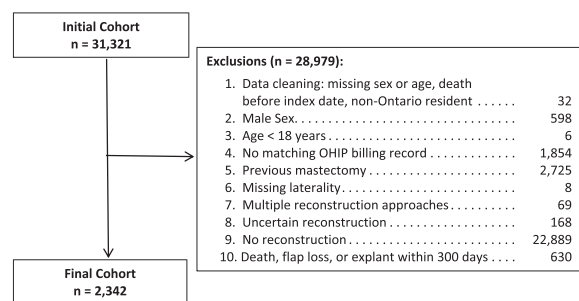 Initial Cohort
n = 31,321
Exclusions (n = 28,979):
1. Data cleaning: missing sex or age, death
before index date, non-Ontario resident ...... 32
2. Male Sex. .............................. 598
3. Age < 18 years ......................... 6
4. No matching OHIP billing record ............ 1,854
5. Previous mastectomy .................... 2,725
6. Missing laterality ........................ 8
7. Multiple reconstruction approaches .......... 69
8. Uncertain reconstruction .................. 168
9. No reconstruction ....................... 22,889
10. Death, flap loss, or explant within 300 days .... 630
Final Cohort
n = 2,342